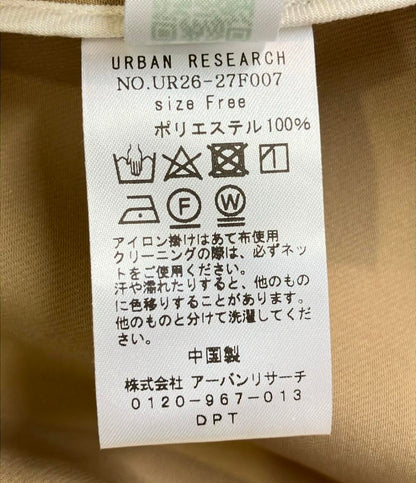 URBAN RESEARCH
NO.UR26-27F007
size Free
ポリエステル100%
F W
アイロン掛けはあて布使用
クリーニングの際は、必ずネッ
トをご使用ください。
汗や濡れたりすると、他のもの
に色移りすることがあります。
他のものと分けて洗濯してくだ
さい。
中国製
株式会社 アーバンリサーチ
0120-967-013
DPT